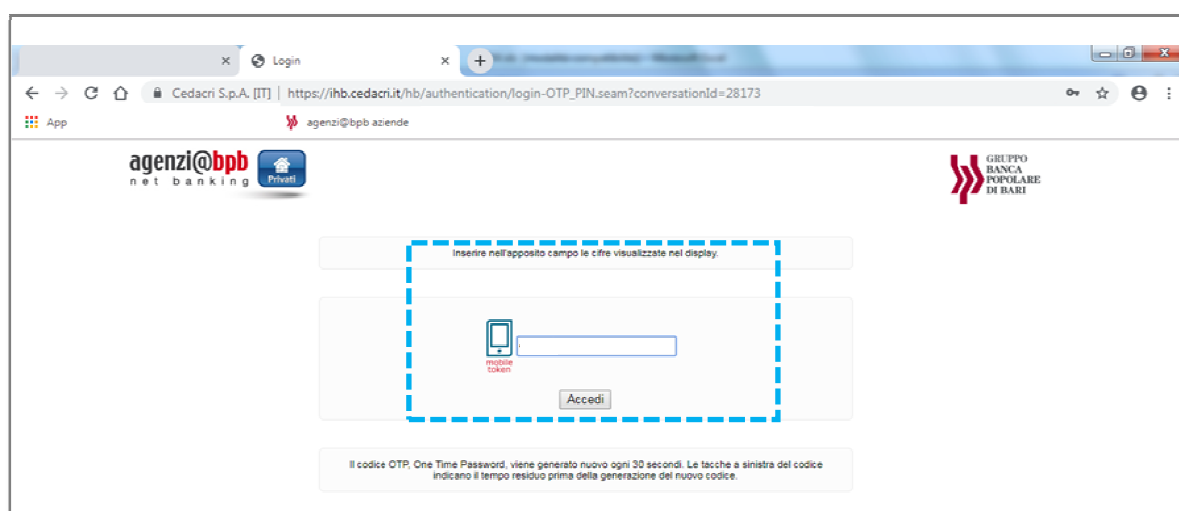 Login
Cedacri S.p.A. [IT] | https://ihb.cedacri.it/hb/authentication/login-OTP_PIN.seam?conversationId=28173
App
agenzi@bpb aziende
agenzi@bpb
net banking
Privati
GRUPPO
BANCA
POPOLARE
DI BARI
Inserire nell'apposito campo le cifre visualizzate nel display.
mobile
token
Accedi
Il codice OTP, One Time Password, viene generato nuovo ogni 30 secondi. Le tacche a sinistra del codice
indicano il tempo residuo prima della generazione del nuovo codice.